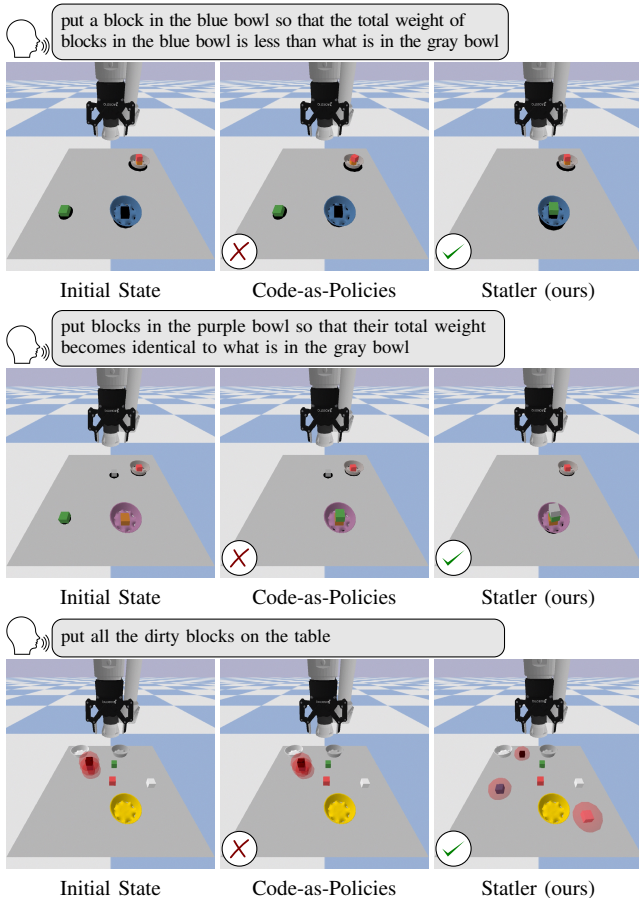 put a block in the blue bowl so that the total weight of
blocks in the blue bowl is less than what is in the gray bowl
Initial State
Code-as-Policies
Statler (ours)
put blocks in the purple bowl so that their total weight
becomes identical to what is in the gray bowl
Initial State
Code-as-Policies
Statler (ours)
put all the dirty blocks on the table
Initial State
Code-as-Policies
Statler (ours)